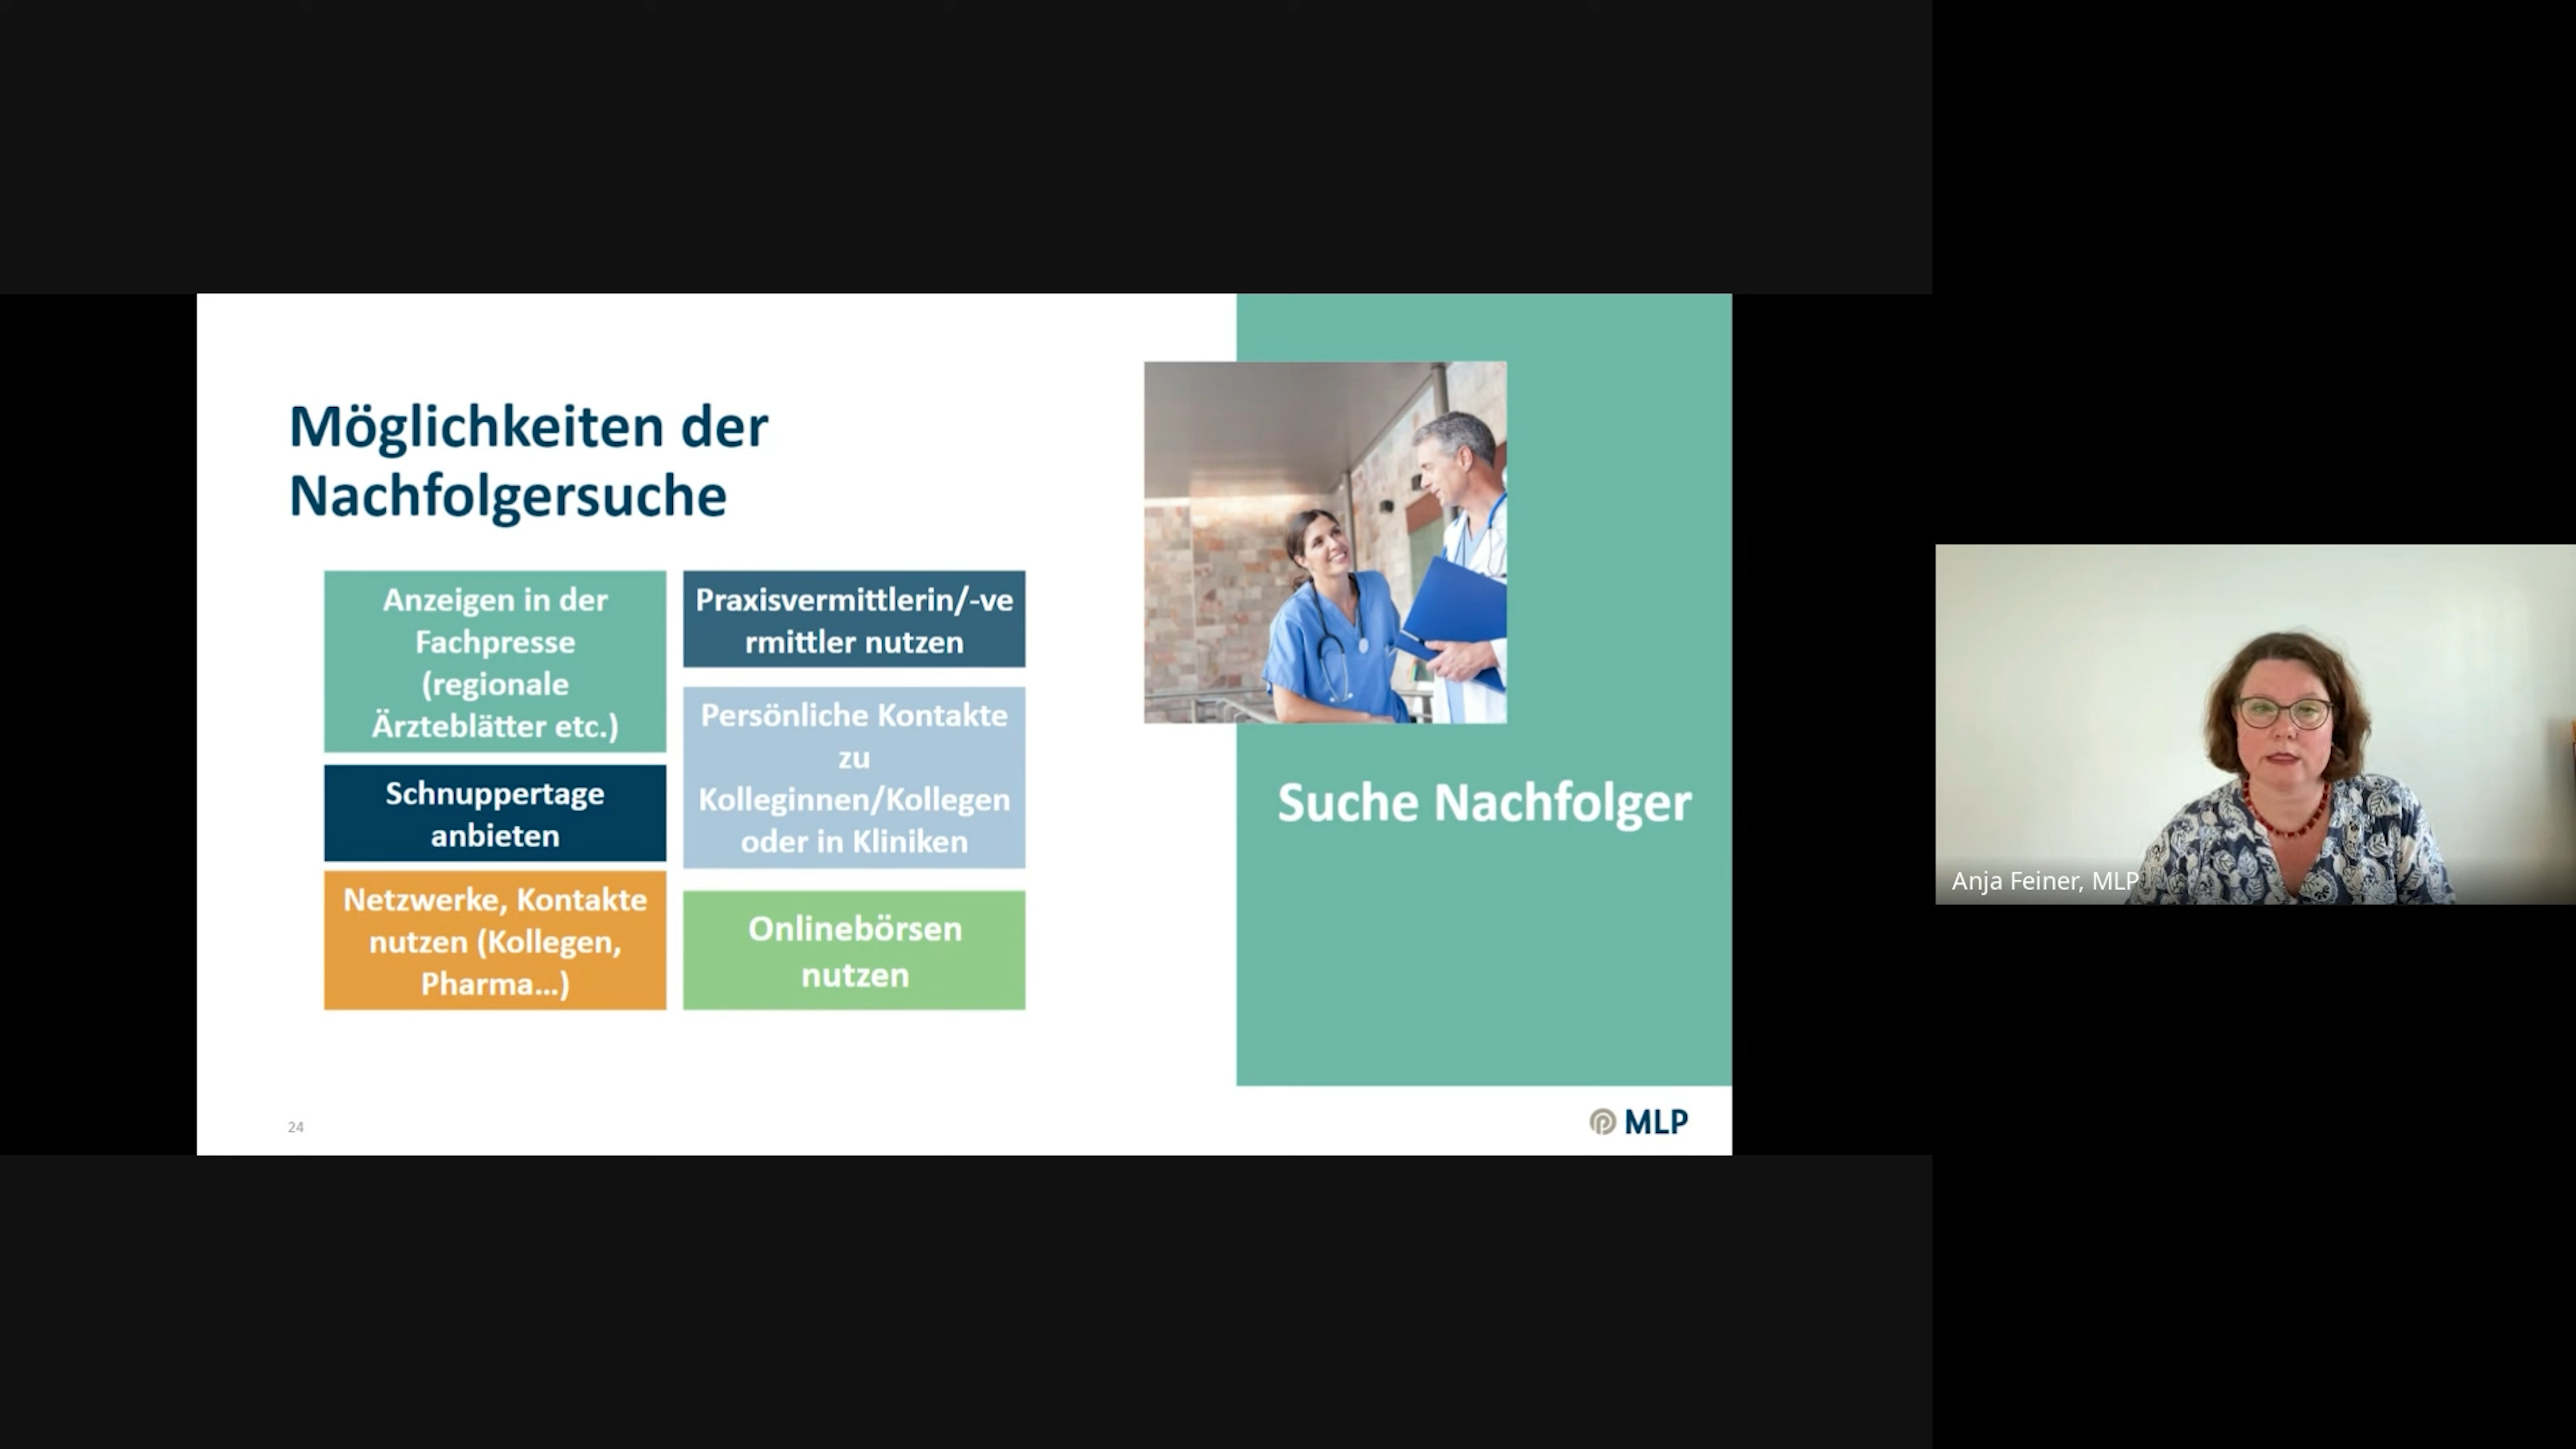 Möglichkeiten der
Nachfolgersuche
Anzeigen in der
Fachpresse
(regionale
Ärzteblätter etc.)
Schnuppertage
anbieten
Netzwerke, Kontakte
nutzen (Kollegen,
Pharma...)
Praxisvermittlerin/-ve
rmittler nutzen
Persönliche Kontakte
zu
Kolleginnen/Kollegen
oder in Kliniken
Onlinebörsen
nutzen
Suche Nachfolger
24
MLP
Anja Feiner, MLP